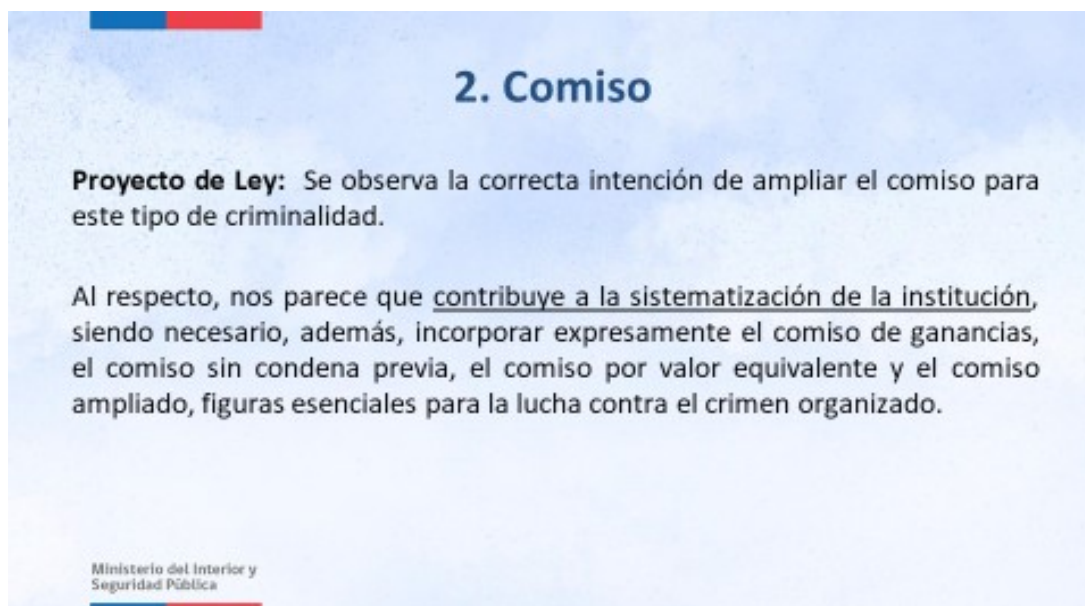 2. Comiso
Proyecto de Ley: Se observa la correcta intención de ampliar el comiso para
este tipo de criminalidad.
Al respecto, nos parece que contribuye a la sistematización de la institución,
siendo necesario, además, incorporar expresamente el comiso de ganancias,
el comiso sin condena previa, el comiso por valor equivalente y el comiso
ampliado, figuras esenciales para la lucha contra el crimen organizado.
Ministerio del Interior y
Seguridad Pública